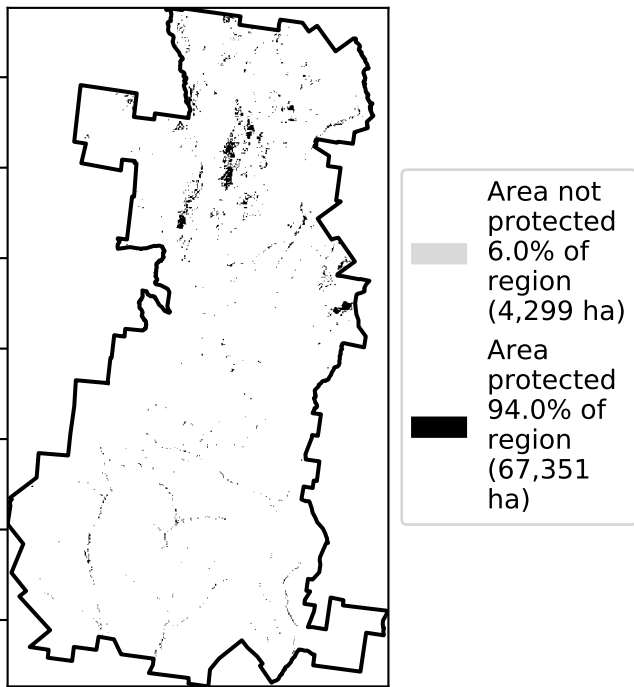 Area not
protected
6.0% of
region
(4,299 ha)
Area
protected
94.0% of
region
(67,351
ha)